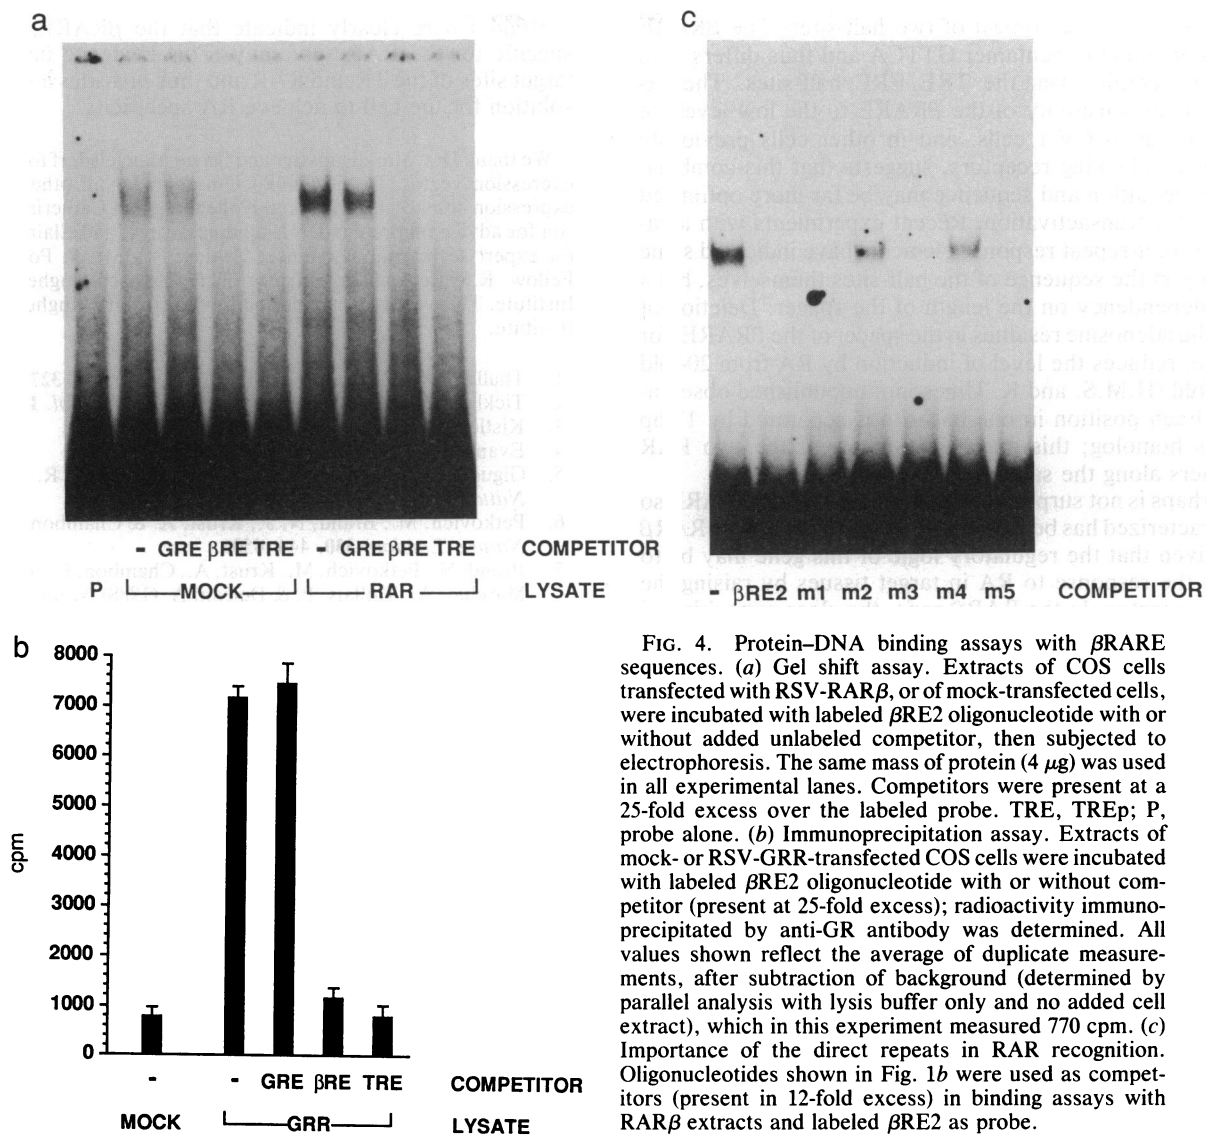 a
- GRE βRE TRE - GRE βRE TRE COMPETITOR
P MOCK RAR LYSATE
c
- βRE2 m1 m2 m3 m4 m5 COMPETITOR
b
8000
7000
6000
5000
4000
3000
2000
1000
0
cpm
- - GRE βRE TRE COMPETITOR
MOCK GRR LYSATE
FIG. 4. Protein–DNA binding assays with βRARE
sequences. (a) Gel shift assay. Extracts of COS cells
transfected with RSV-RARβ, or of mock-transfected cells,
were incubated with labeled βRE2 oligonucleotide with or
without added unlabeled competitor, then subjected to
electrophoresis. The same mass of protein (4 μg) was used
in all experimental lanes. Competitors were present at a
25-fold excess over the labeled probe. TRE, TREp; P,
probe alone. (b) Immunoprecipitation assay. Extracts of
mock- or RSV-GRR-transfected COS cells were incubated
with labeled βRE2 oligonucleotide with or without com-
petitor (present at 25-fold excess); radioactivity immuno-
precipitated by anti-GR antibody was determined. All
values shown reflect the average of duplicate measure-
ments, after subtraction of background (determined by
parallel analysis with lysis buffer only and no added cell
extract), which in this experiment measured 770 cpm. (c)
Importance of the direct repeats in RAR recognition.
Oligonucleotides shown in Fig. 1b were used as compet-
itors (present in 12-fold excess) in binding assays with
RARβ extracts and labeled βRE2 as probe.